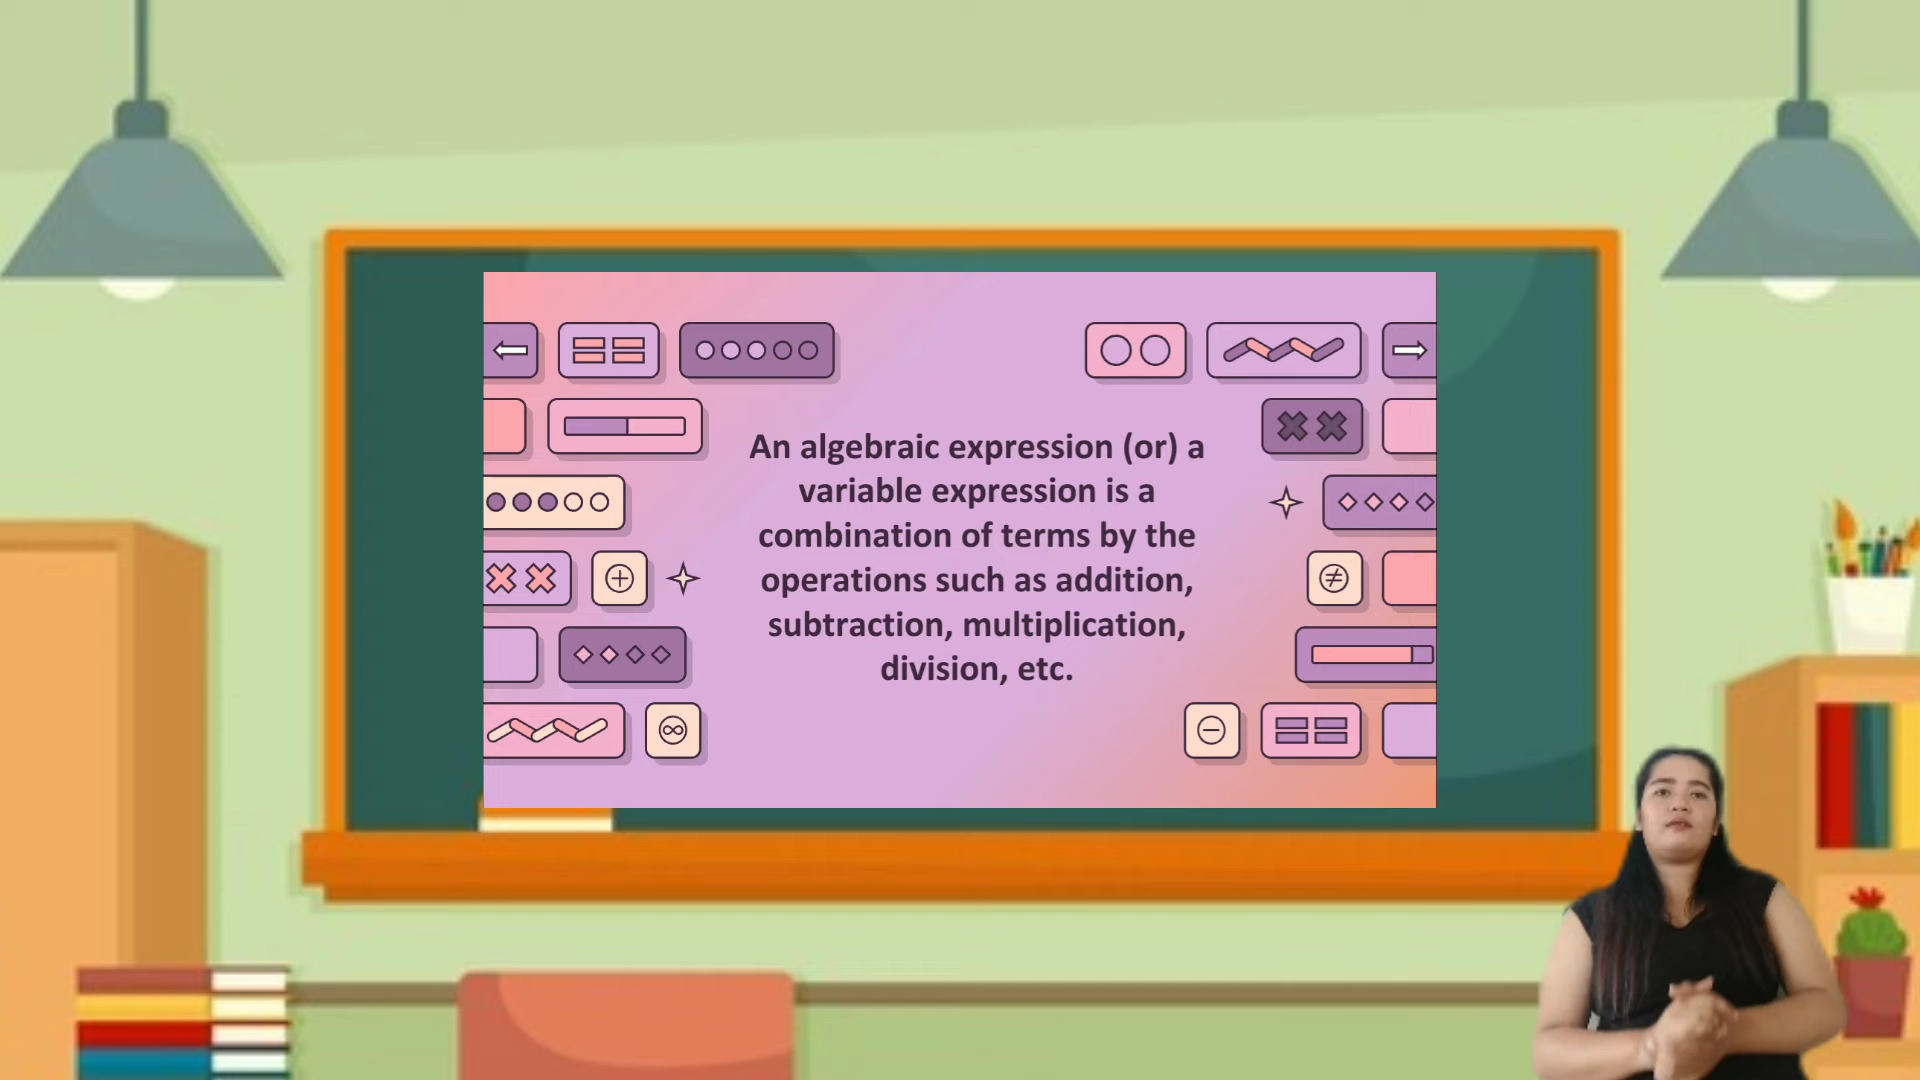 An algebraic expression (or) a
variable expression is a
combination of terms by the
operations such as addition,
subtraction, multiplication,
division, etc.